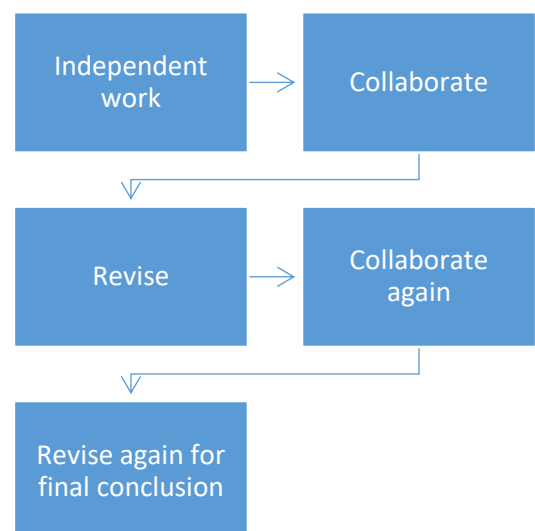 Independent
work
Collaborate
Revise
Collaborate
again
Revise again for
final conclusion